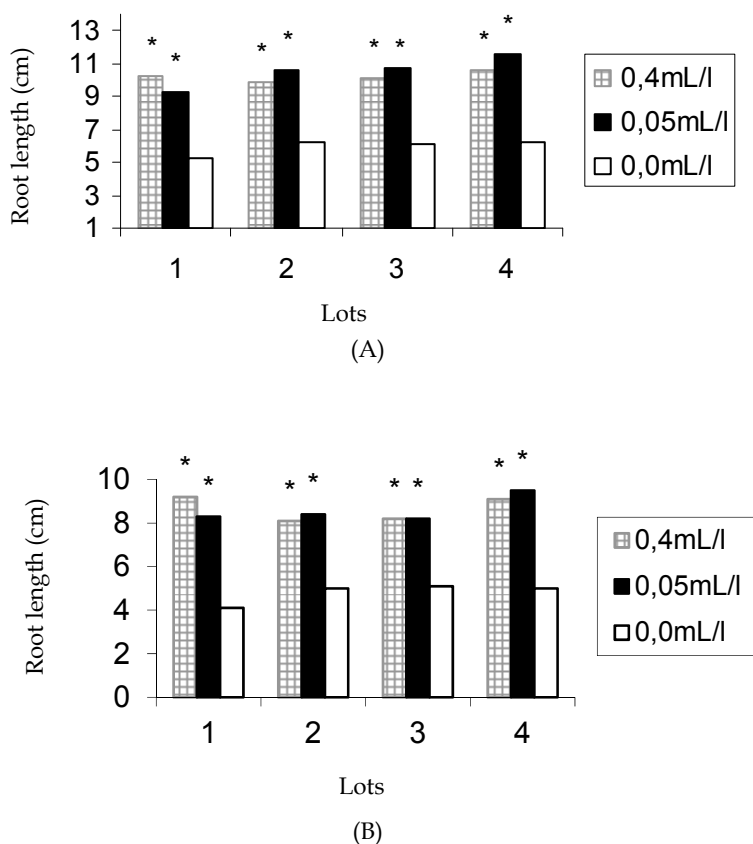 Root length (cm)
13
11
9
7
5
3
1
* * * * * * * *
1 2 3 4
Lots
(A)
0,4mL/l
0,05mL/l
0,0mL/l
Root length (cm)
10
8
6
4
2
0
* * * * * * * *
1 2 3 4
Lots
(B)
0,4mL/l
0,05mL/l
0,0mL/l